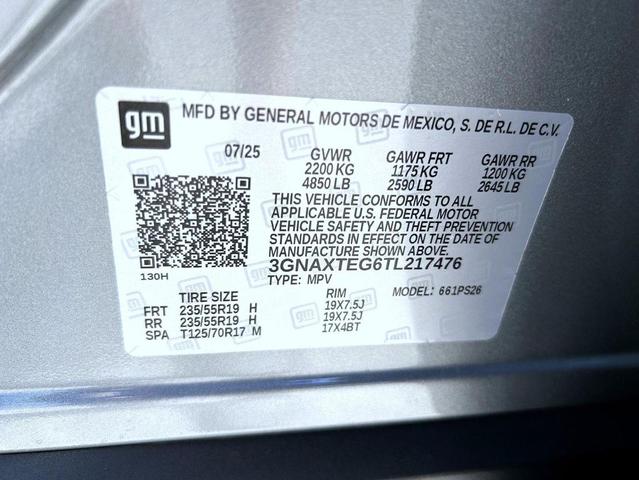 gm
MFD BY GENERAL MOTORS DE MEXICO, S. DE R.L. DE C.V.
07/25 GVWR GAWR FRT GAWR RR
2200 KG 1175 KG 1200 KG
4850 LB 2590 LB 2645 LB
THIS VEHICLE CONFORMS TO ALL
APPLICABLE U.S. FEDERAL MOTOR
VEHICLE SAFETY AND THEFT PREVENTION
STANDARDS IN EFFECT ON THE DATE OF
MANUFACTURE SHOWN ABOVE.
3GNAXTEG6TL217476
130H
TYPE: MPV MODEL: 661PS26
TIRE SIZE RIM
FRT 235/55R19 H 19X7.5J
RR 235/55R19 H 19X7.5J
SPA T125/70R17 M 17X4BT